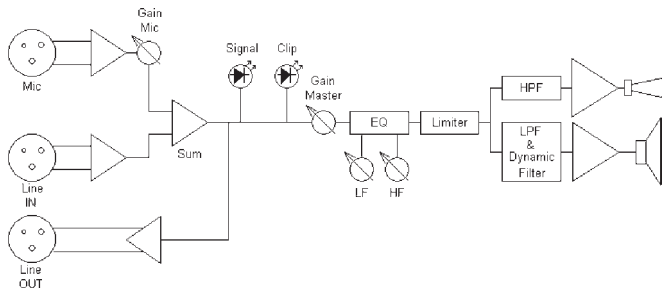 Gain
Mic
Mic
Signal
Clip
Gain
Master
Sum
Line
IN
EQ
LF
HF
Limiter
HPF
LPF
&
Dynamic
Filter
Line
OUT